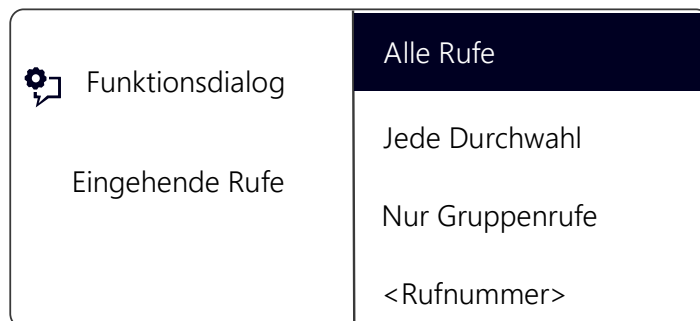 Funktionsdialog
Eingehende Rufe
Alle Rufe
Jede Durchwahl
Nur Gruppenrufe
<Rufnummer>